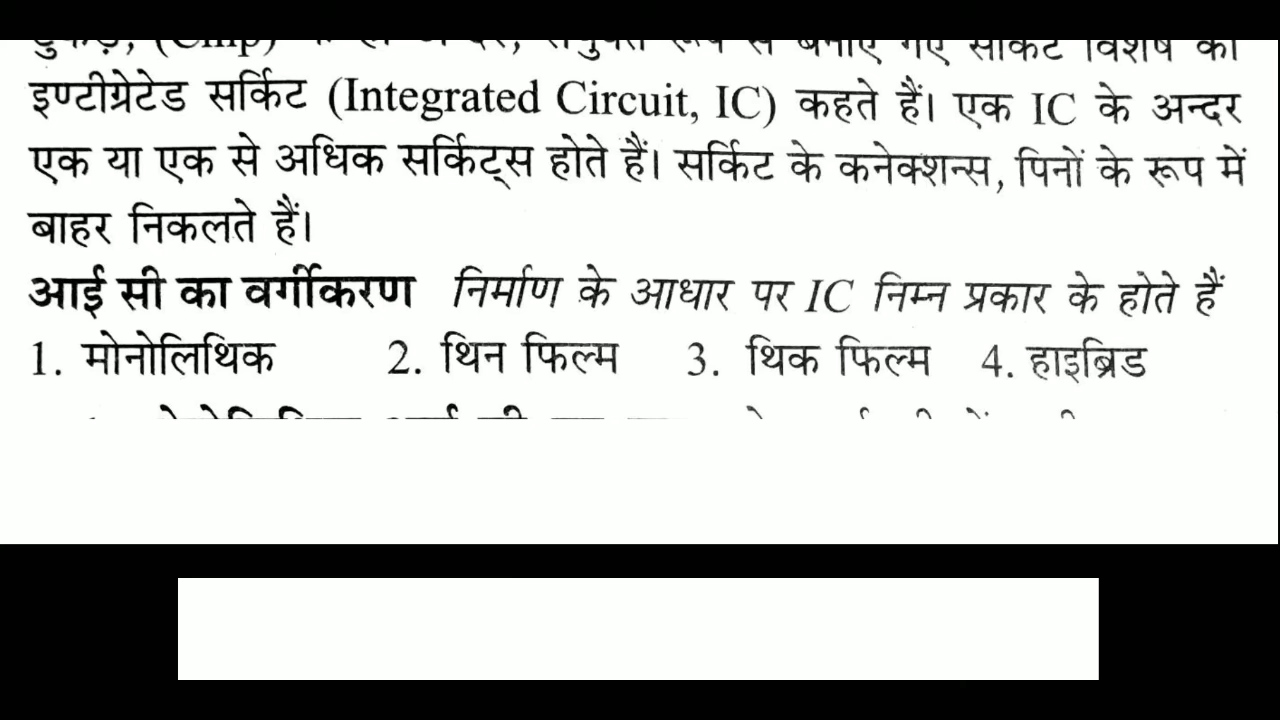 इण्टीग्रेटेड सर्किट (Integrated Circuit, IC) कहते हैं। एक IC के अन्दर
एक या एक से अधिक सर्किट्स होते हैं। सर्किट के कनेक्शन्स, पिनों के रूप में
बाहर निकलते हैं।
आई सी का वर्गीकरण निर्माण के आधार पर IC निम्न प्रकार के होते हैं
1. मोनोलिथिक 2. थिन फिल्म 3. थिक फिल्म 4. हाइब्रिड